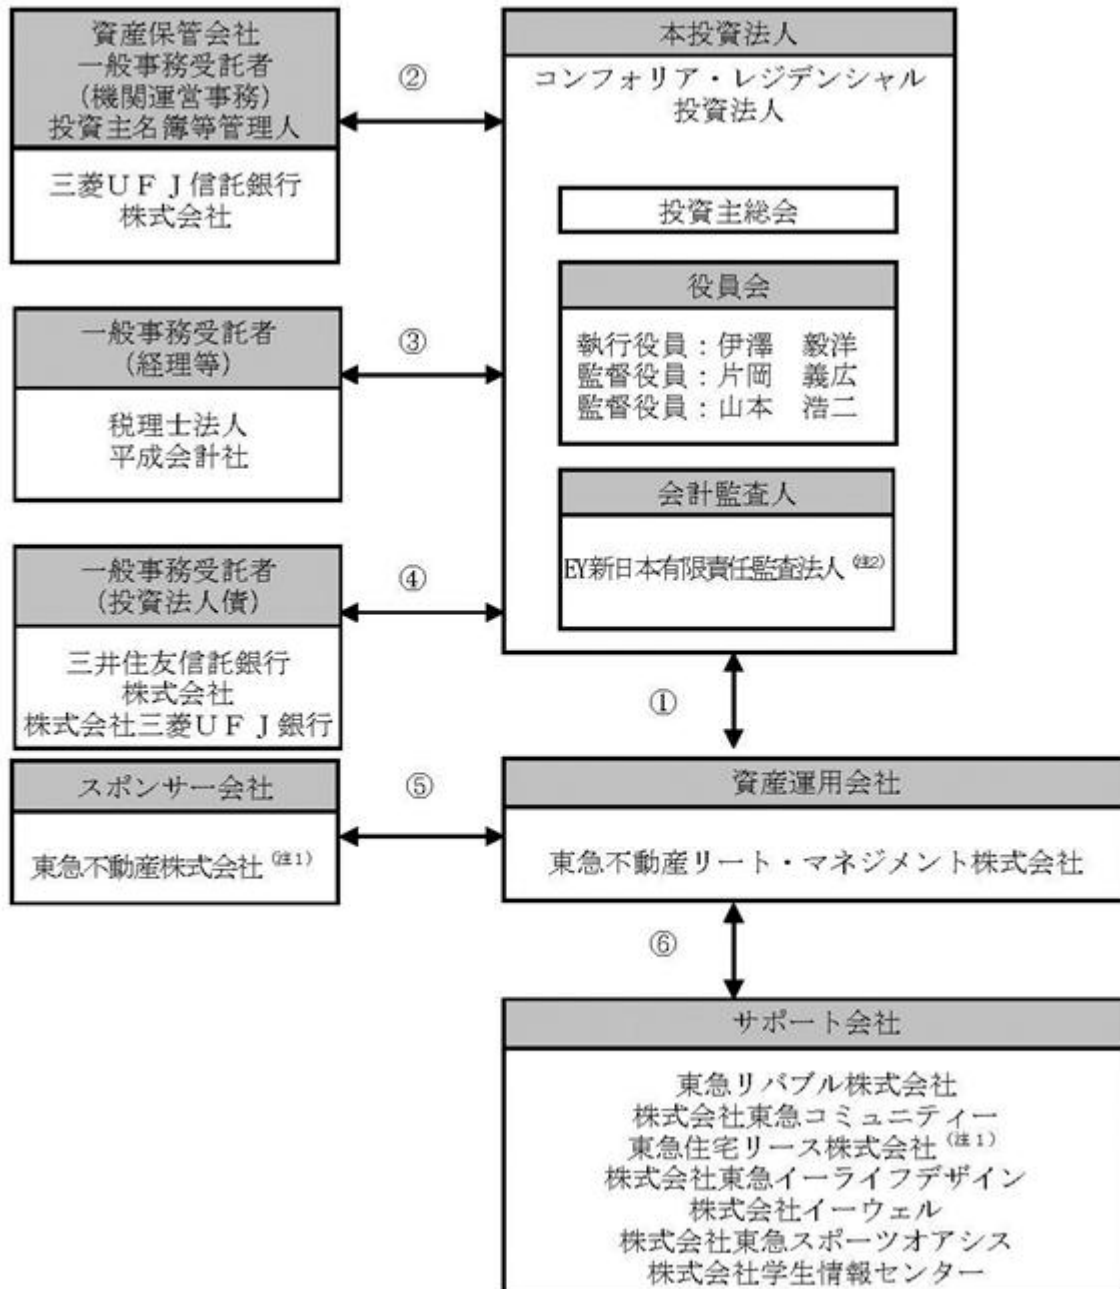 資産保管会社
一般事務受託者
(機関運営事務)
投資主名簿等管理人
三菱ＵＦＪ信託銀行
株式会社
②
本投資法人
コンフォリア・レジデンシャル
投資法人
投資主総会
役員会
執行役員：伊澤　毅洋
監督役員：片岡　義広
監督役員：山本　浩二
会計監査人
EY新日本有限責任監査法人(注2)
一般事務受託者
(経理等)
税理士法人
平成会計社
③
一般事務受託者
(投資法人債)
三井住友信託銀行
株式会社
株式会社三菱ＵＦＪ銀行
④
①
スポンサー会社
東急不動産株式会社(注1)
⑤
資産運用会社
東急不動産リート・マネジメント株式会社
⑥
サポート会社
東急リバブル株式会社
株式会社東急コミュニティー
東急住宅リース株式会社(注1)
株式会社東急イーライフデザイン
株式会社イーウェル
株式会社東急スポーツオアシス
株式会社学生情報センター